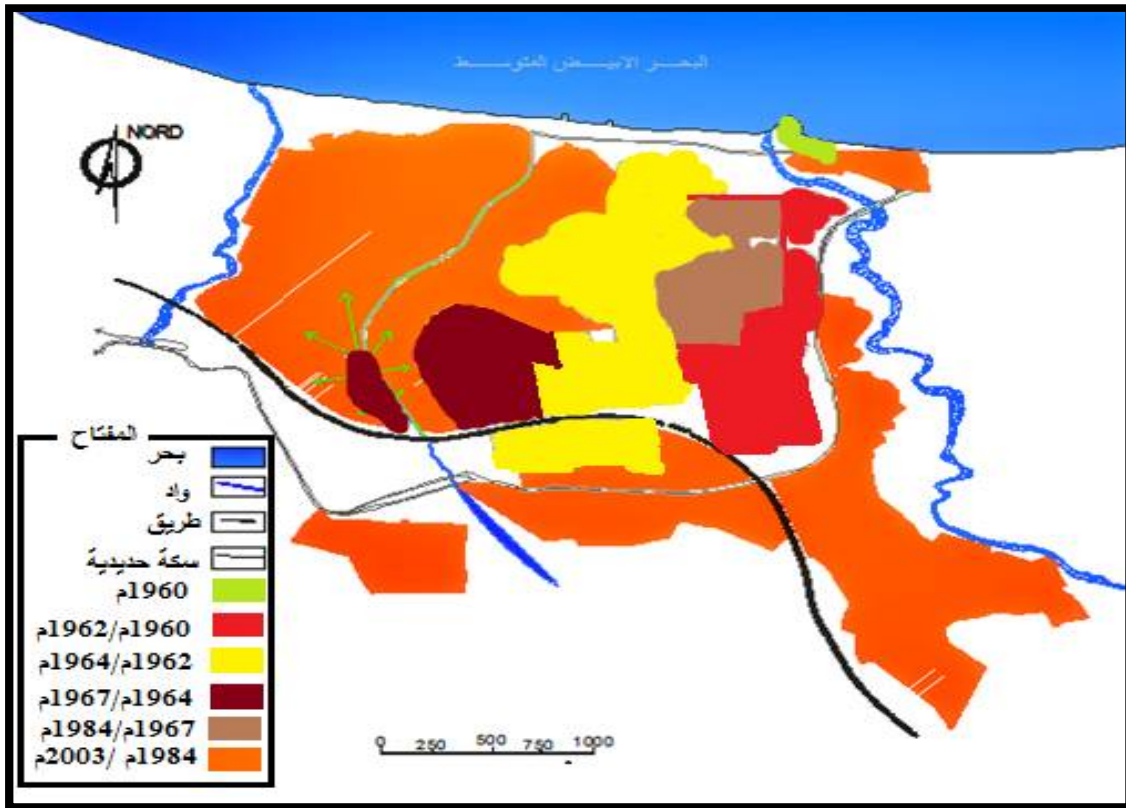 البحر الابيض المتوسط
NORD
المفتاح
بحر
واد
طريق
سكة حديدية
1960م
1960م/1962م
1962م/1964م
1964م/1967م
1967م/1984م
1984م/ 2003م
0 250 500 750 1000